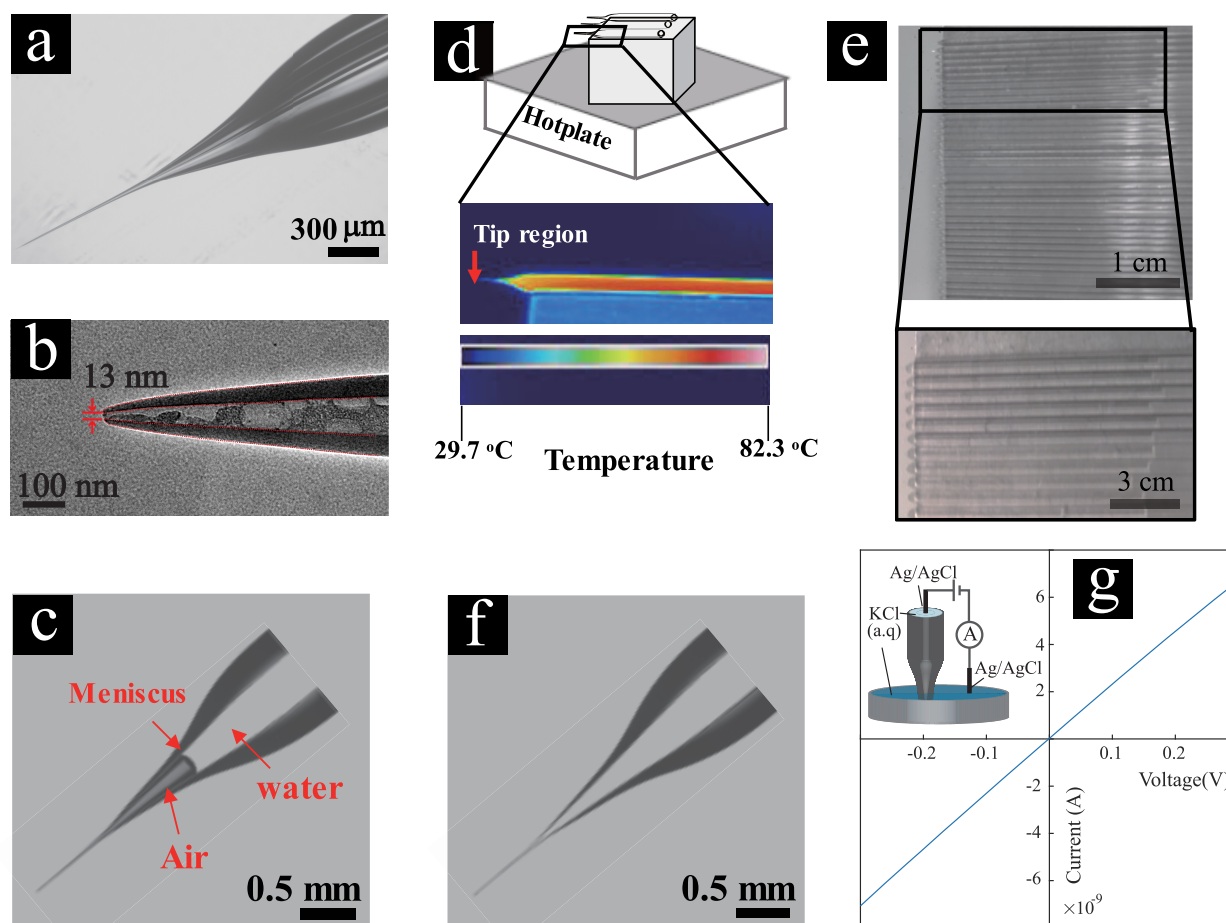 a
300 μm
b
13 nm
100 nm
c
Meniscus
water
Air
0.5 mm
d
Hotplate
Tip region
29.7 °C
82.3 °C
Temperature
e
1 cm
3 cm
f
0.5 mm
g
Ag/AgCl
KCl
(a.q)
A
Ag/AgCl
6
4
2
-0.2
-0.1
0.1
0.2
Voltage(V)
-2
-4
-6
Current (A)
×10⁻⁹